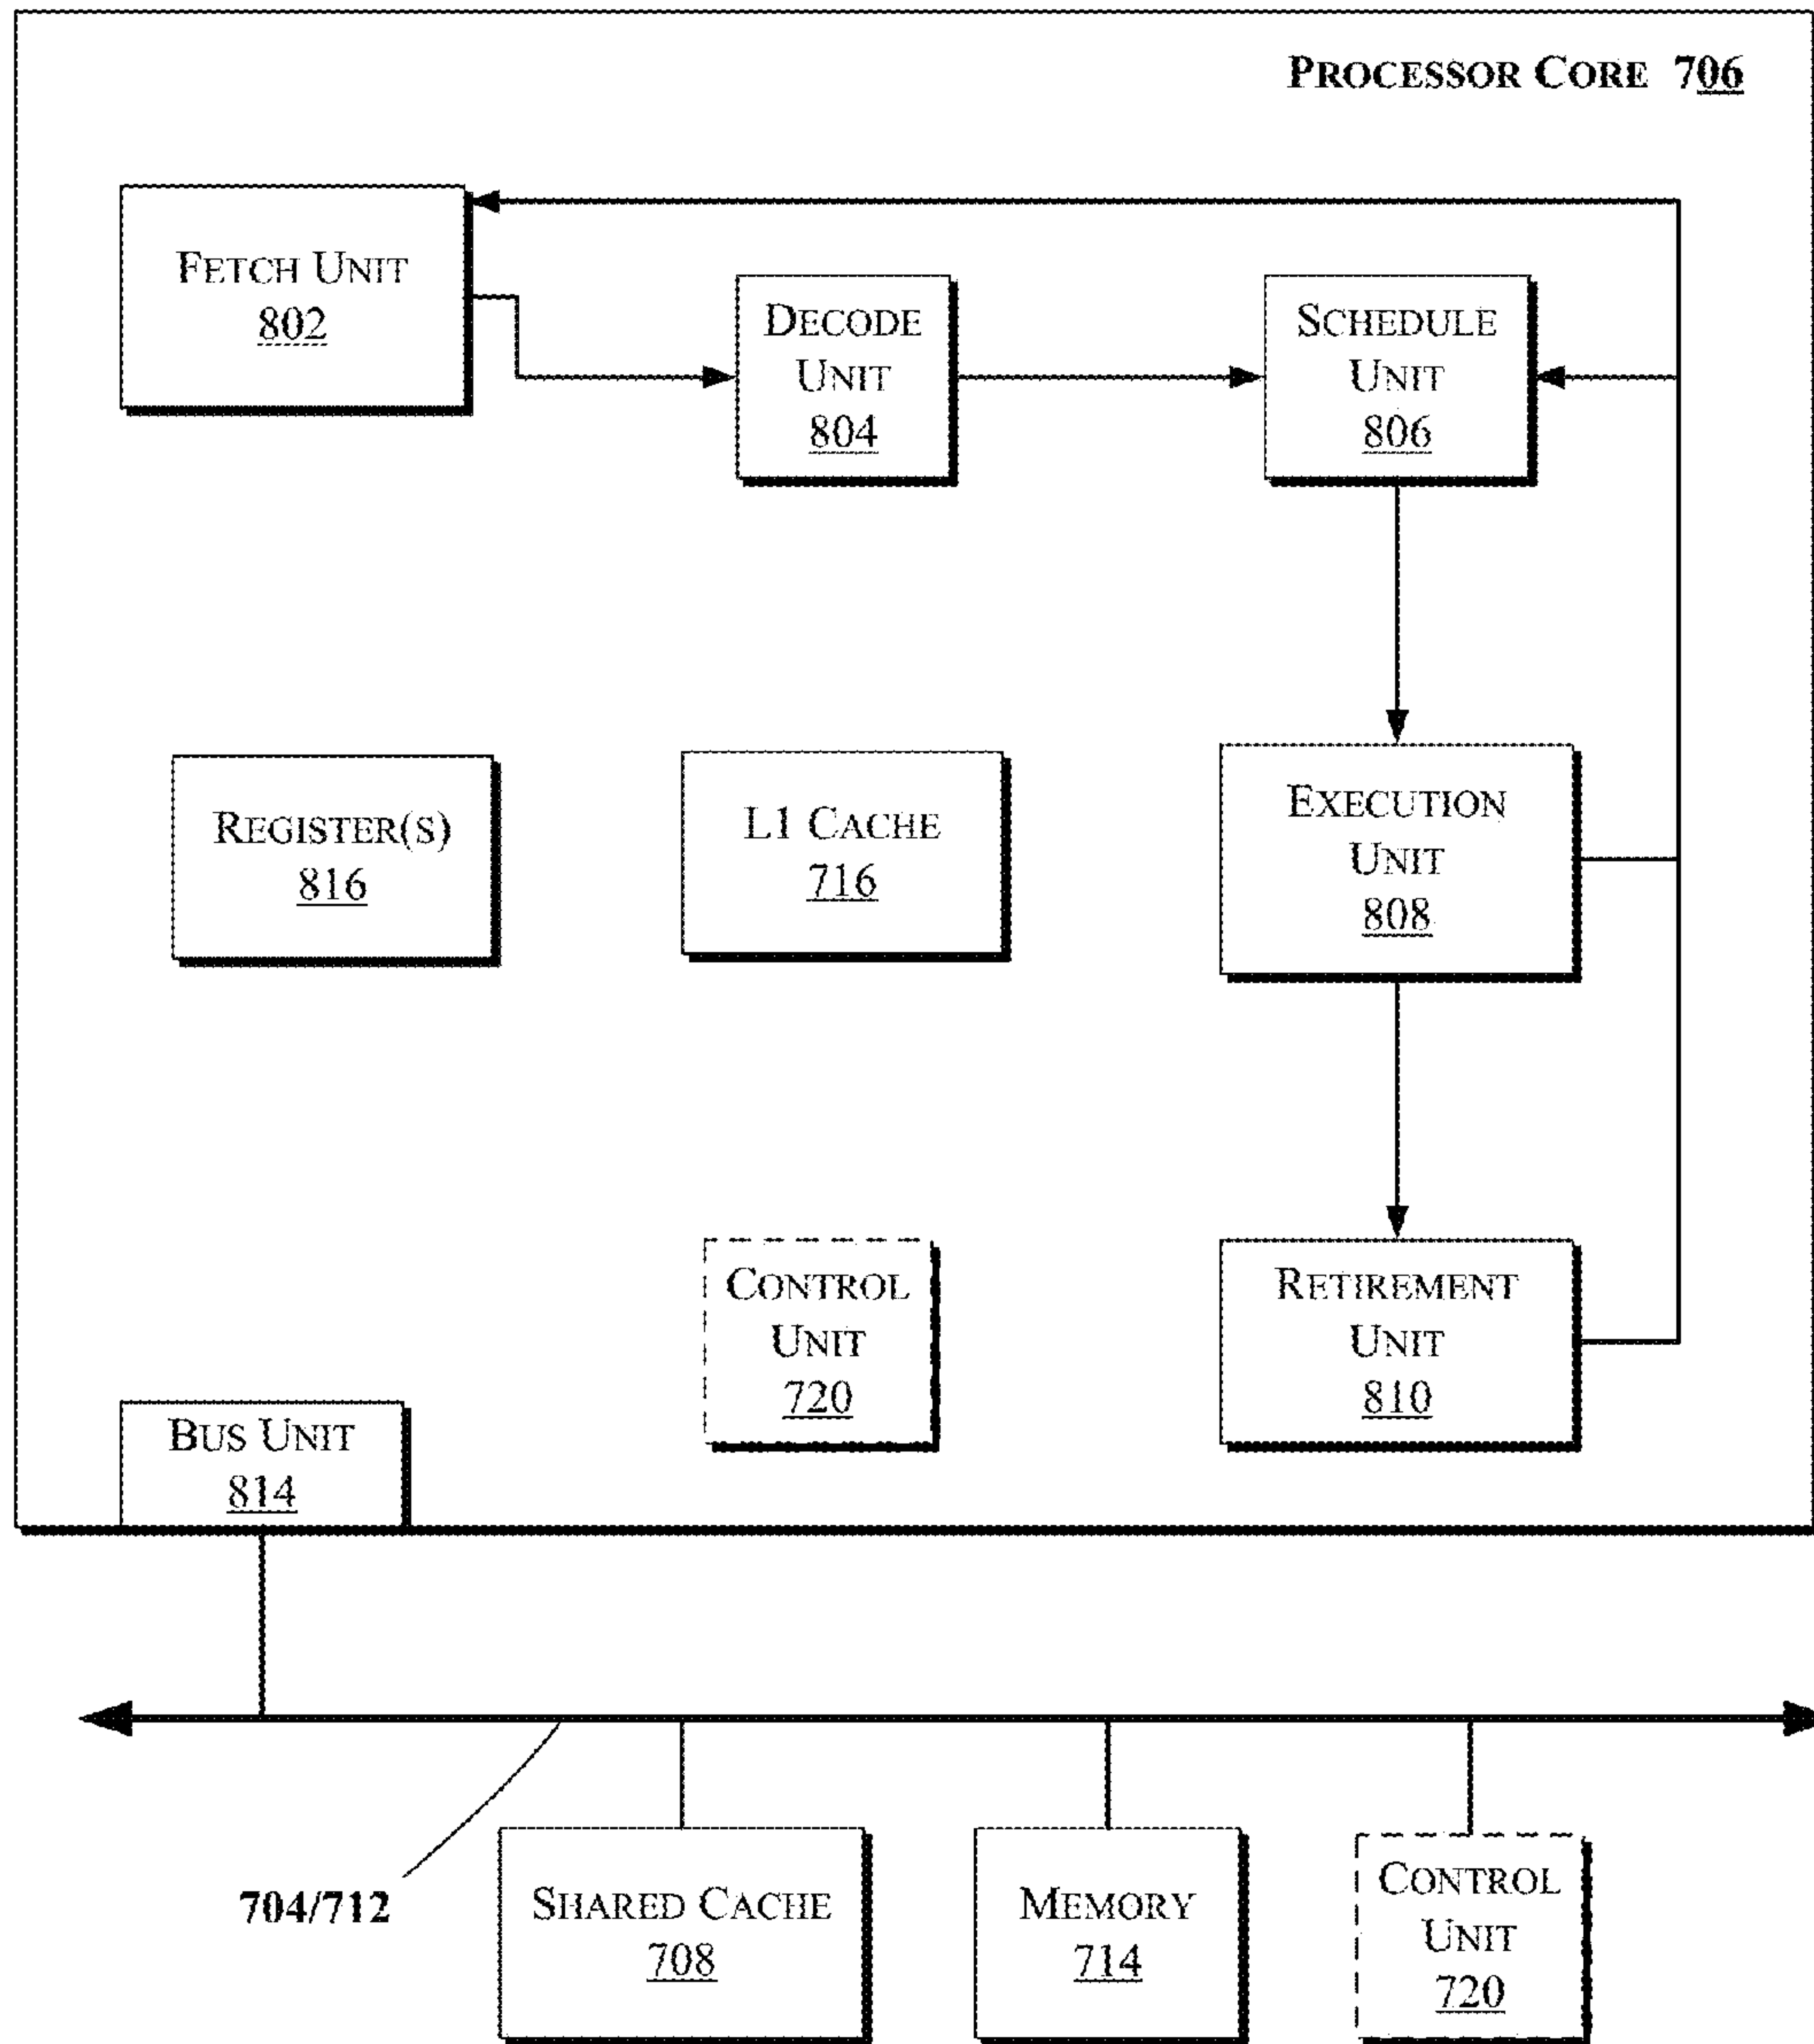 PROCESSOR CORE 706
FETCH UNIT
802
DECODE
UNIT
804
SCHEDULE
UNIT
806
REGISTER(S)
816
L1 CACHE
716
EXECUTION
UNIT
808
CONTROL
UNIT
720
RETIREMENT
UNIT
810
BUS UNIT
814
704/712
SHARED CACHE
708
MEMORY
714
CONTROL
UNIT
720